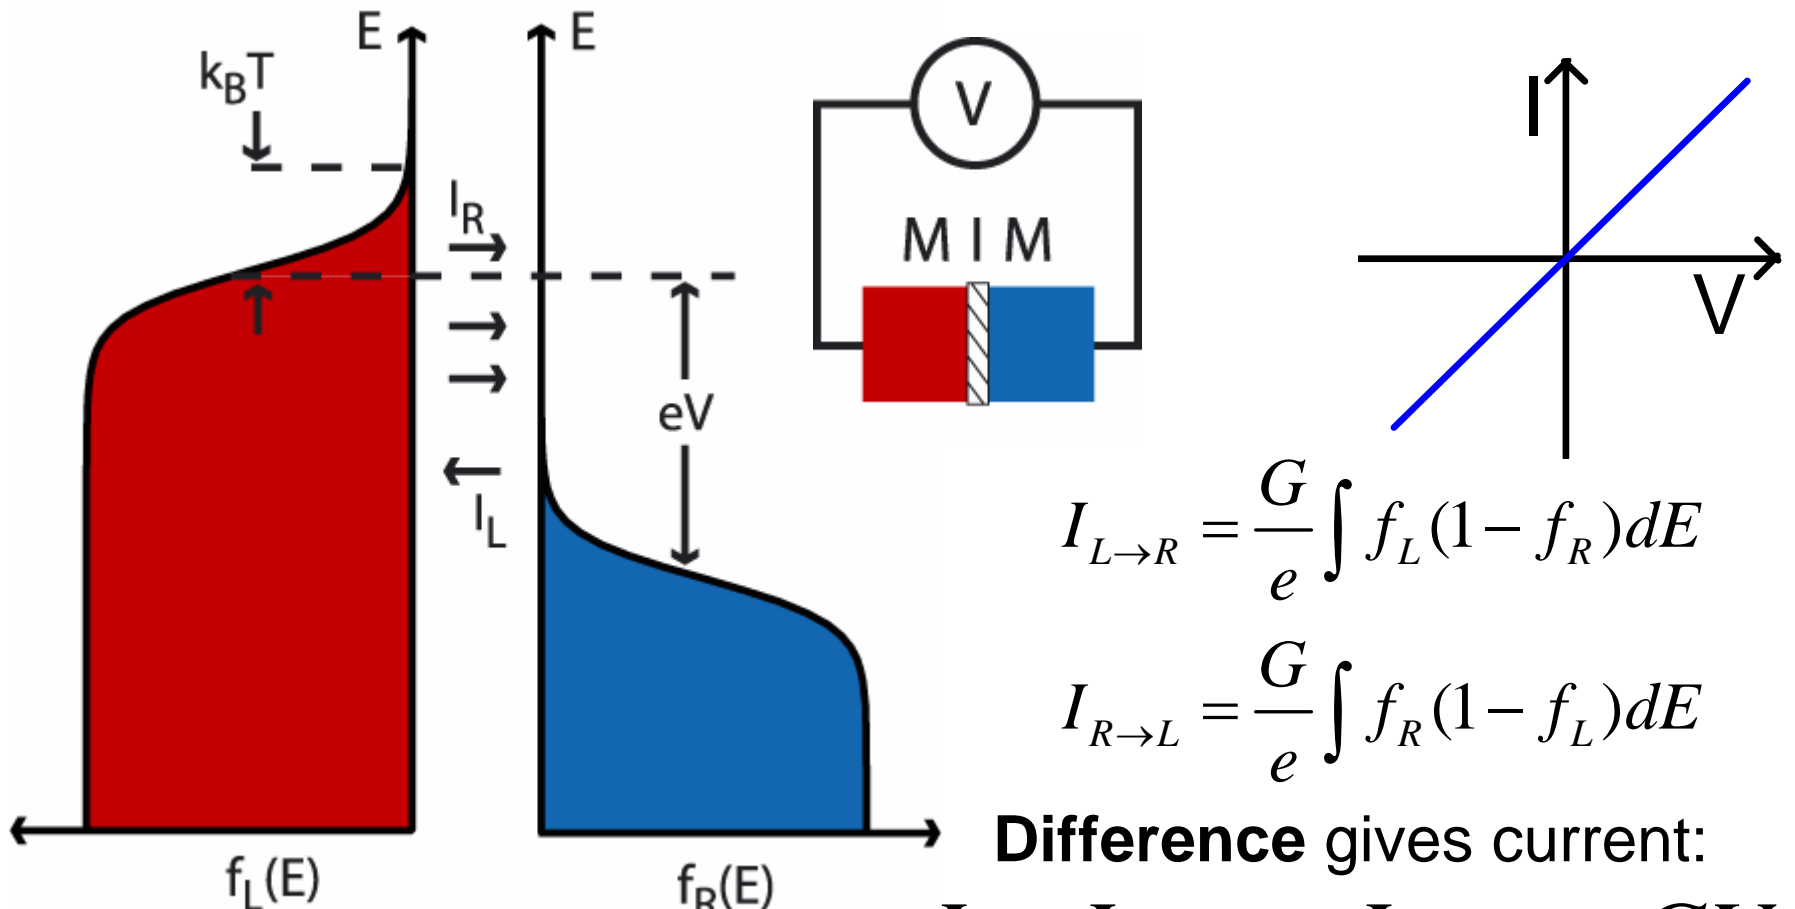 E
E
k_BT
I_R
eV
I_L
V
M I M
I
V
I_{L→R} = G/e ∫ f_L(1− f_R)dE
I_{R→L} = G/e ∫ f_R(1− f_L)dE
Difference gives current:
f_L(E)
f_R(E)